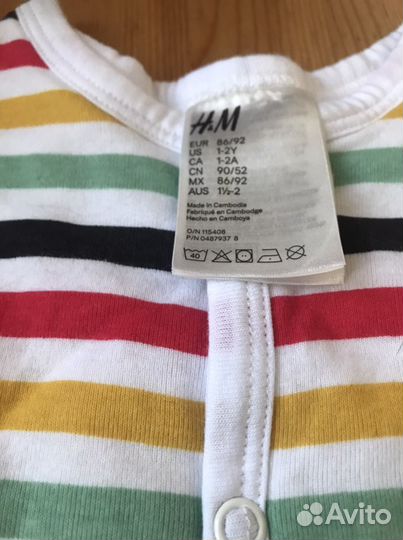 H&M
EUR 86/92
US 1-2Y
CA 1-2A
CN 90/52
MX 86/92
AUS 1½-2
Made in Cambodia
Fabriqué en Cambodge
Hecho en Camboya
O/N 115408
P/N 0487937 8
40
Avito